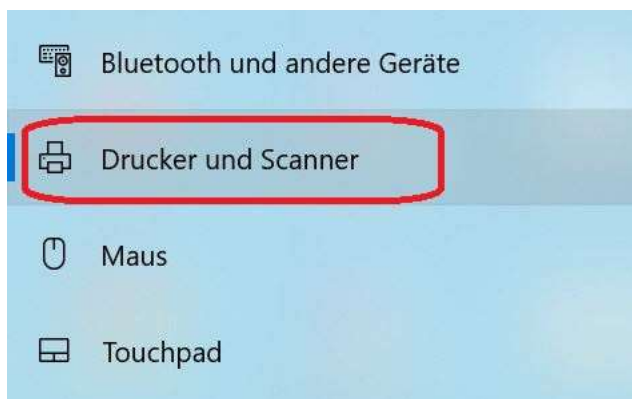 Bluetooth und andere Geräte
Drucker und Scanner
Maus
Touchpad